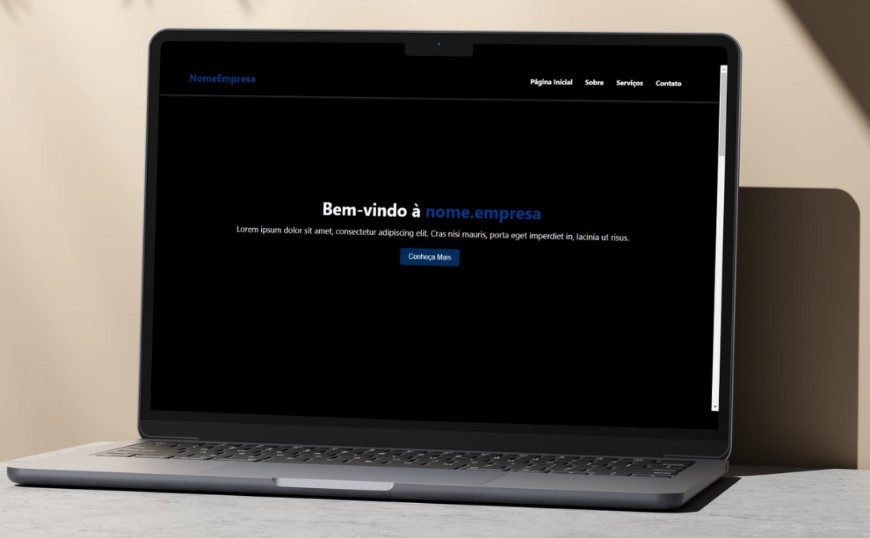 NomeEmpresa
Página Inicial Sobre Serviços Contato
Bem-vindo à nome.empresa
Lorem ipsum dolor sit amet, consectetur adipiscing elit. Cras nisi mauris, porta eget imperdiet in, lacinia ut risus.
Conheça Mais